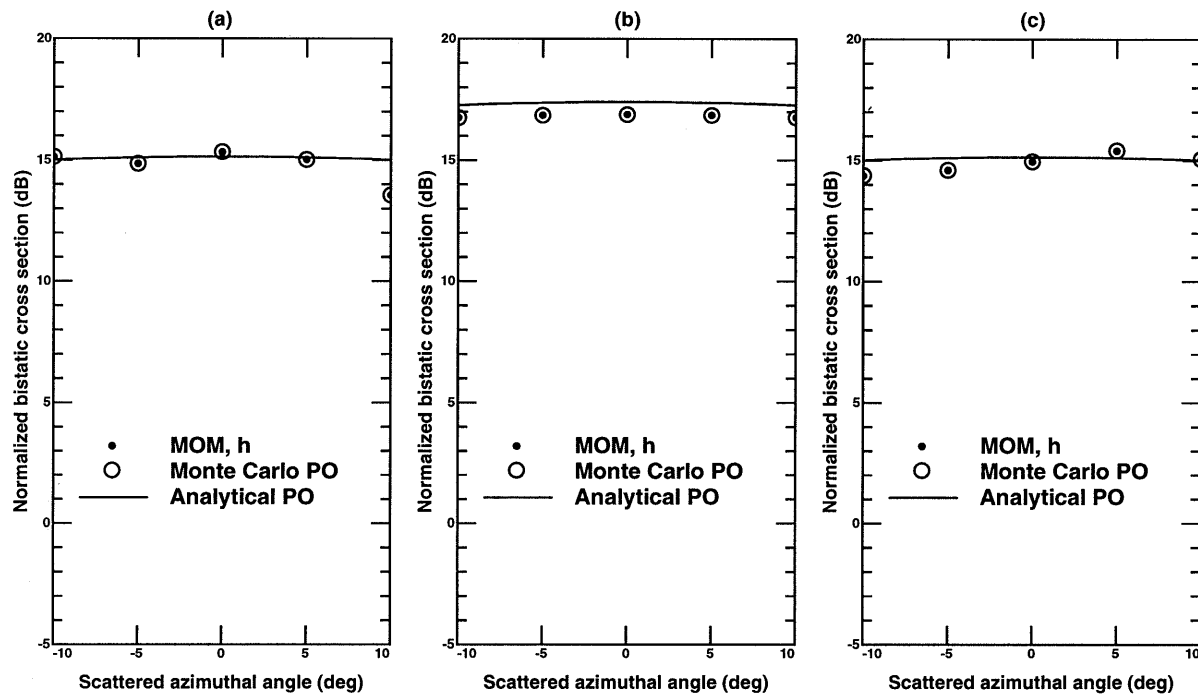 (a)
20
15
10
5
0
-5
-10
-5
0
5
10
Normalized bistatic cross section (dB)
MOM, h
Monte Carlo PO
Analytical PO
Scattered azimuthal angle (deg)
(b)
20
15
10
5
0
-5
-10
-5
0
5
10
Normalized bistatic cross section (dB)
MOM, h
Monte Carlo PO
Analytical PO
Scattered azimuthal angle (deg)
(c)
20
15
10
5
0
-5
-10
-5
0
5
10
Normalized bistatic cross section (dB)
MOM, h
Monte Carlo PO
Analytical PO
Scattered azimuthal angle (deg)